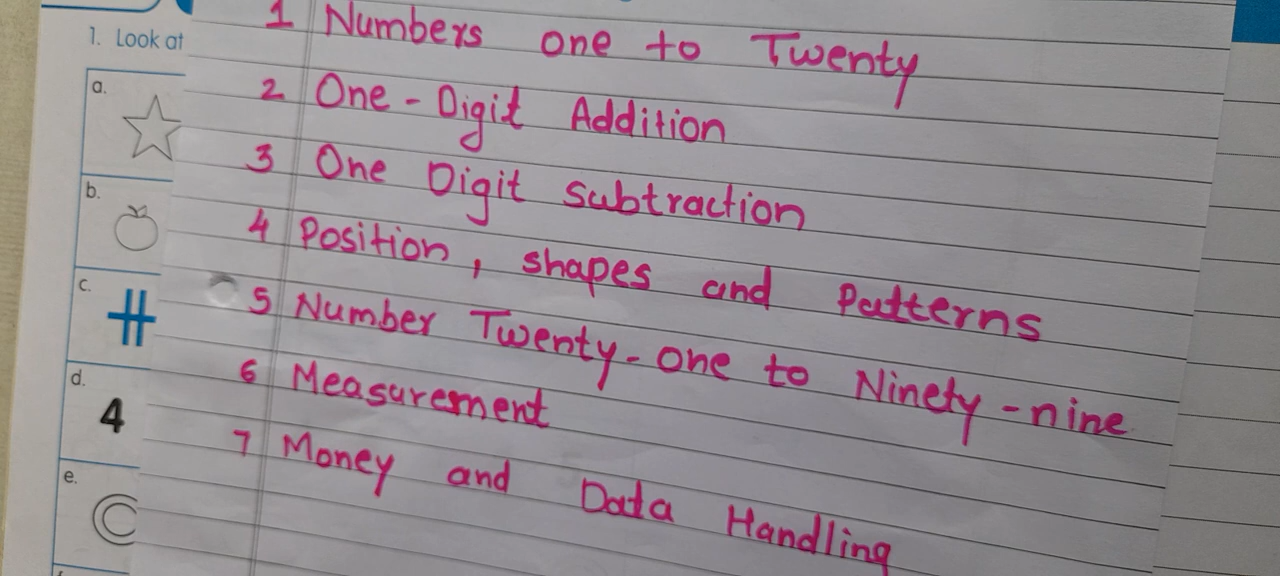 1. Look at
a.
b.
c.
d.
4
e.
1 Numbers one to Twenty
2 One-Digit Addition
3 One Digit Subtraction
4 Position, shapes and Patterns
5 Number Twenty-one to Ninety-nine
6 Measurement
7 Money and Data Handling